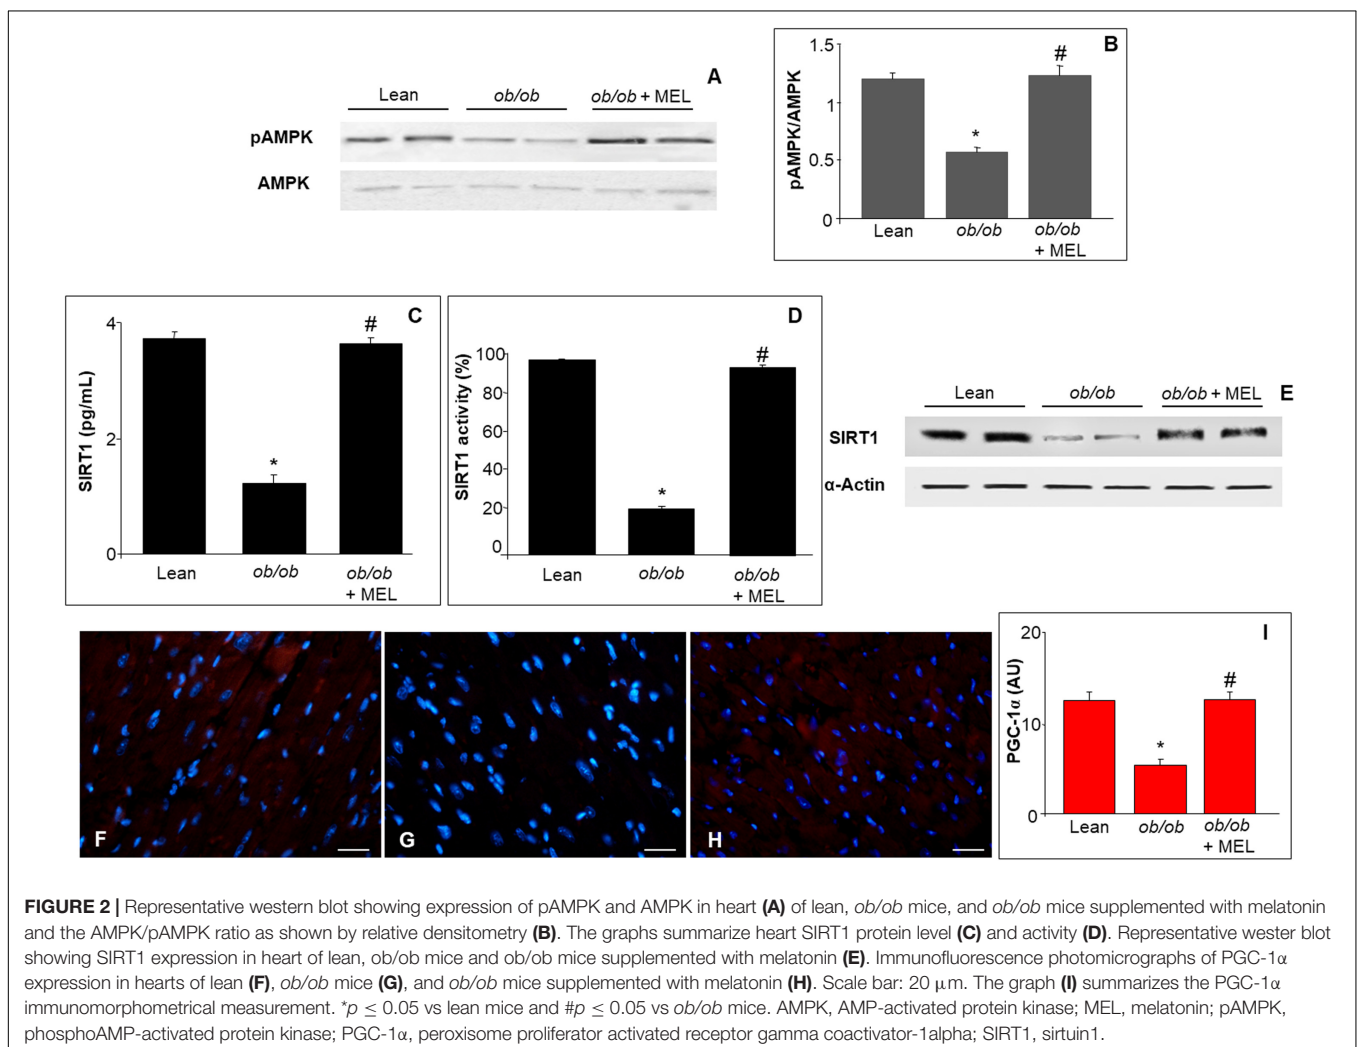 A
Lean ob/ob ob/ob + MEL
pAMPK
AMPK
B
1.5
1
0.5
0
pAMPK/AMPK
*
#
Lean ob/ob ob/ob
+ MEL
C
4
2
0
SIRT1 (pg/mL)
*
#
Lean ob/ob ob/ob
+ MEL
D
100
80
60
40
20
0
SIRT1 activity (%)
*
#
Lean ob/ob ob/ob
+ MEL
E
Lean ob/ob ob/ob + MEL
SIRT1
α-Actin
F
G
H
I
20
10
0
PGC-1α (AU)
*
#
Lean ob/ob ob/ob
+ MEL
FIGURE 2 | Representative western blot showing expression of pAMPK and AMPK in heart (A) of lean, ob/ob mice, and ob/ob mice supplemented with melatonin
and the AMPK/pAMPK ratio as shown by relative densitometry (B). The graphs summarize heart SIRT1 protein level (C) and activity (D). Representative wester blot
showing SIRT1 expression in heart of lean, ob/ob mice and ob/ob mice supplemented with melatonin (E). Immunofluorescence photomicrographs of PGC-1α
expression in hearts of lean (F), ob/ob mice (G), and ob/ob mice supplemented with melatonin (H). Scale bar: 20 μm. The graph (I) summarizes the PGC-1α
immunomorphometrical measurement. *p ≤ 0.05 vs lean mice and #p ≤ 0.05 vs ob/ob mice. AMPK, AMP-activated protein kinase; MEL, melatonin; pAMPK,
phosphoAMP-activated protein kinase; PGC-1α, peroxisome proliferator activated receptor gamma coactivator-1alpha; SIRT1, sirtuin1.